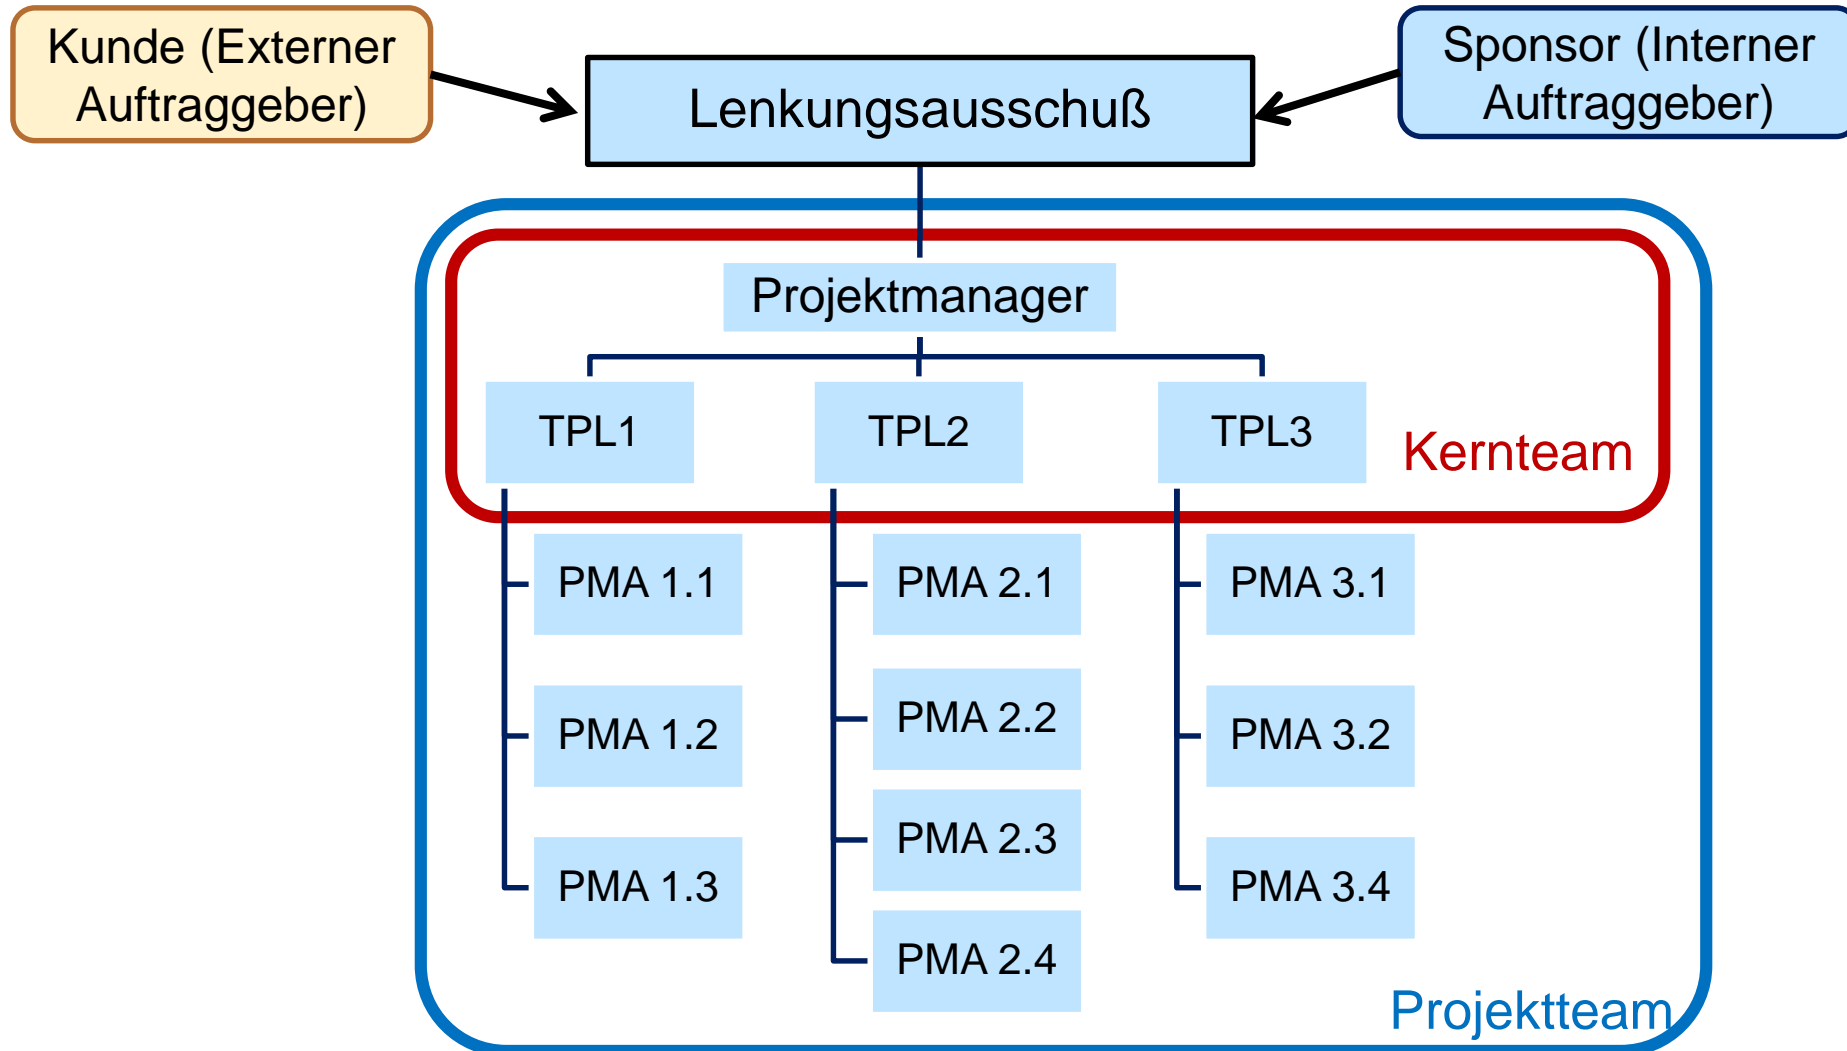 Kunde (Externer
Auftraggeber)
Lenkungsausschuß
Sponsor (Interner
Auftraggeber)
Projektmanager
TPL1
TPL2
TPL3
Kernteam
PMA 1.1
PMA 2.1
PMA 3.1
PMA 1.2
PMA 2.2
PMA 3.2
PMA 2.3
PMA 1.3
PMA 3.4
PMA 2.4
Projektteam